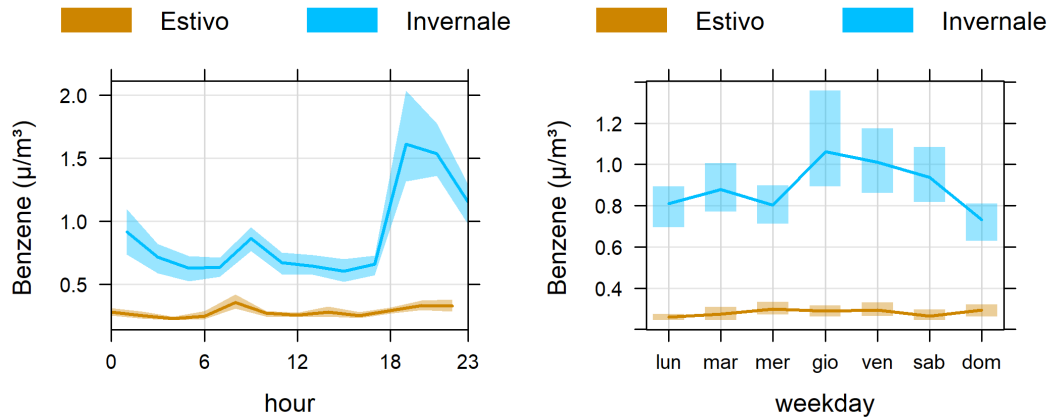 Estivo Invernale
Benzene (µ/m³)
2.0
1.5
1.0
0.5
0 6 12 18 23
hour
Estivo Invernale
Benzene (µ/m³)
1.2
1.0
0.8
0.6
0.4
lun mar mer gio ven sab dom
weekday